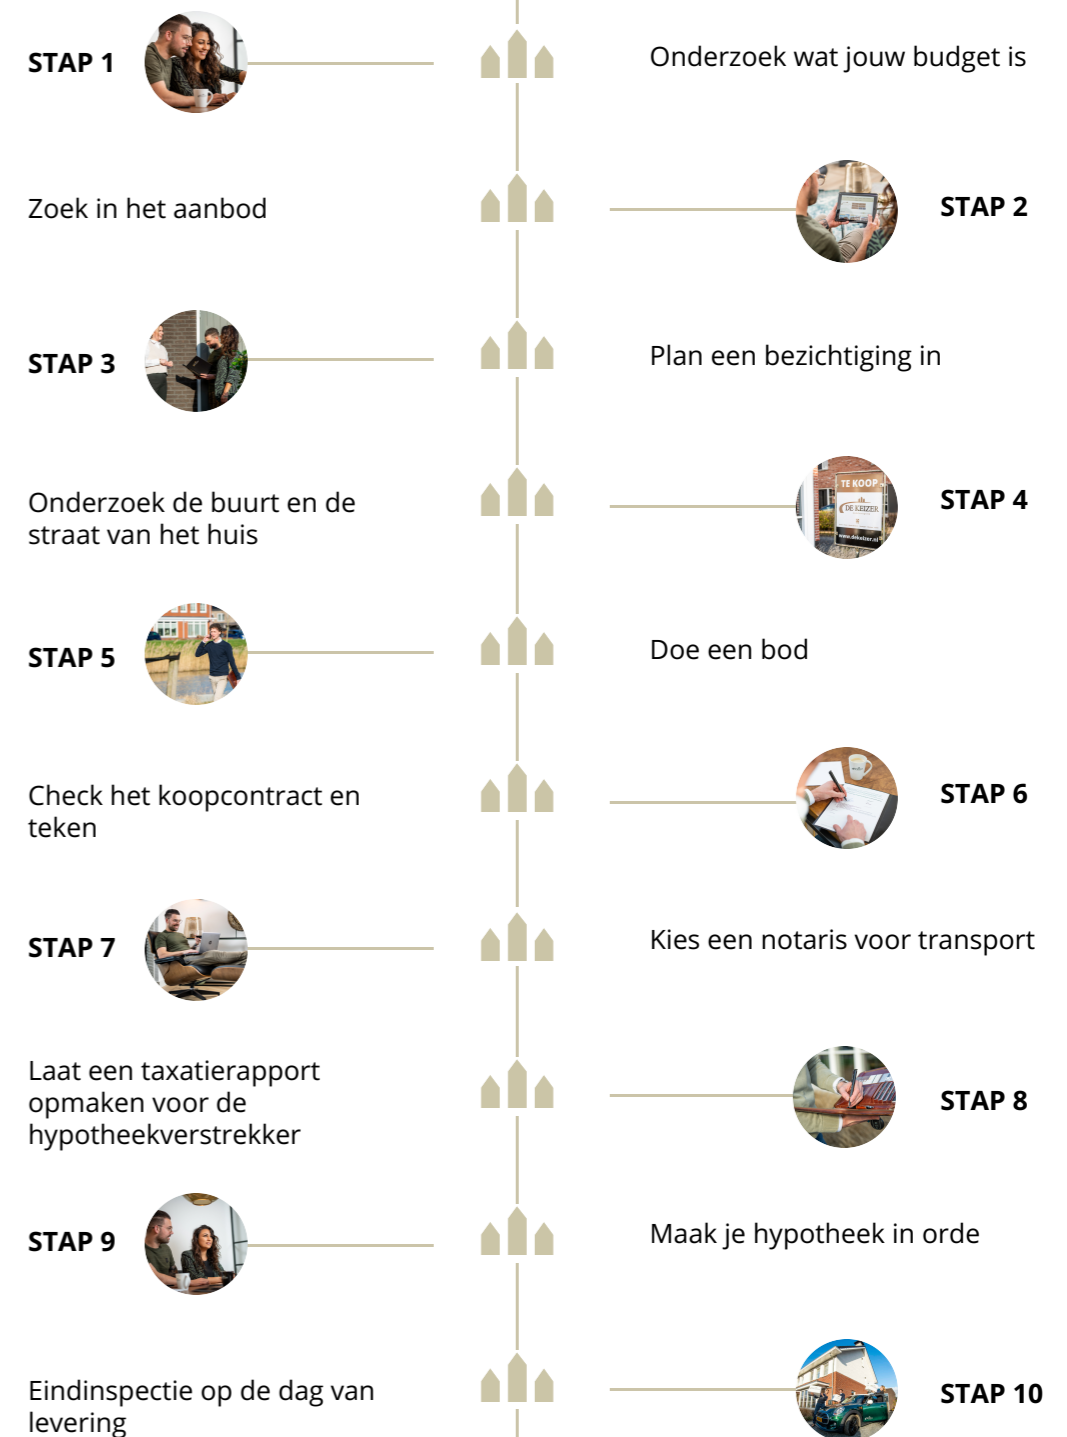 STAP 1
Onderzoek wat jouw budget is
Zoek in het aanbod
STAP 2
STAP 3
Plan een bezichtiging in
Onderzoek de buurt en de
straat van het huis
STAP 4
TE KOOP
DE KEIZER
www.dekeizer.nl
STAP 5
Doe een bod
Check het koopcontract en
teken
STAP 6
STAP 7
Kies een notaris voor transport
Laat een taxatierapport
opmaken voor de
hypotheekverstrekker
STAP 8
STAP 9
Maak je hypotheek in orde
Eindinspectie op de dag van
levering
STAP 10